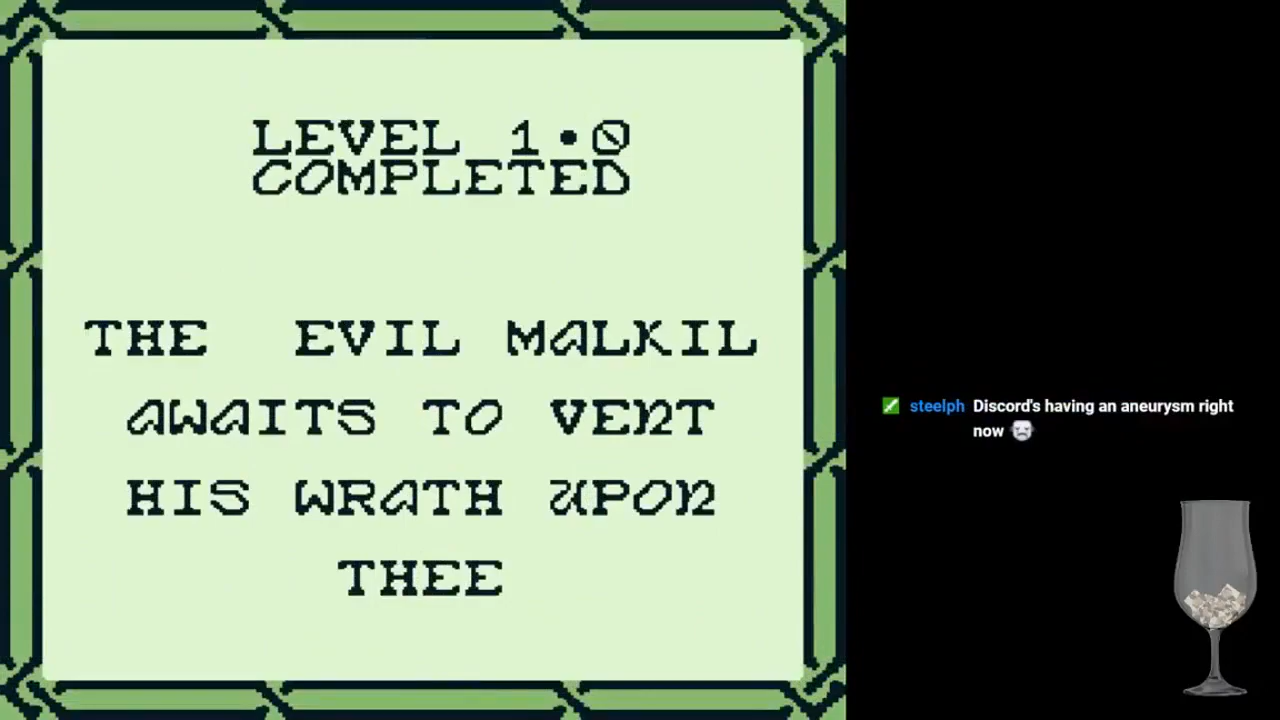 LEVEL 1•0
COMPLETED
THE EVIL MALKIL
AWAITS TO VENT
HIS WRATH UPON
THEE
steelph Discord's having an aneurysm right
now